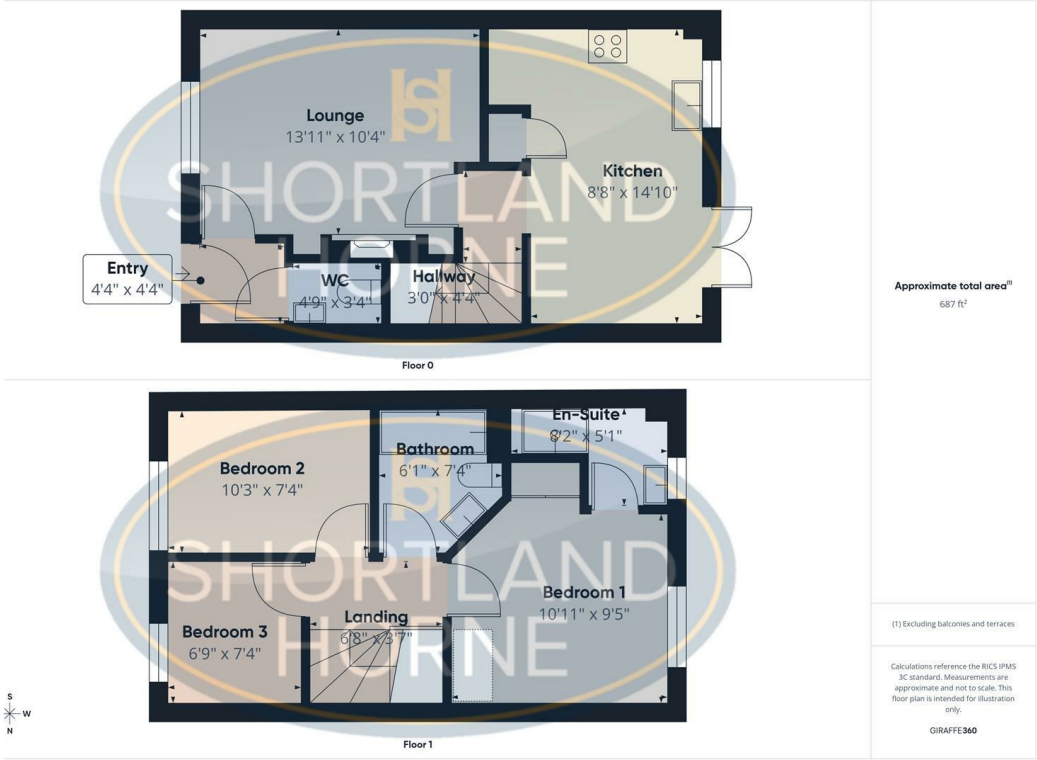 Lounge
13'11" x 10'4"
Kitchen
8'8" x 14'10"
SHORTLAND
HORNE
Entry
4'4" x 4'4"
WC
4'9" x 3'4"
Hallway
3'0" x 4'4"
Floor 0
Approximate total area(1)
687 ft²
En-Suite
8'2" x 5'1"
Bathroom
6'1" x 7'4"
Bedroom 2
10'3" x 7'4"
SHORTLAND
HORNE
Bedroom 1
10'11" x 9'5"
Landing
6'8" x 3'7"
Bedroom 3
6'9" x 7'4"
S
W
N
Floor 1
(1) Excluding balconies and terraces
Calculations reference the RICS IPMS
3C standard. Measurements are
approximate and not to scale. This
floor plan is intended for illustration
only.
GIRAFFE360